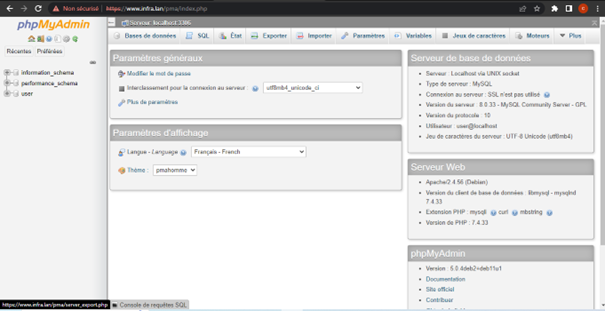 Non sécurisé | https://www.infra.lan/pma/index.php
phpMyAdmin
Récentes Préférées
information_schema
performance_schema
user
Serveur: localhost:3306
Bases de données SQL État Exporter Importer Paramètres Variables Jeux de caractères Moteurs Plus
Paramètres généraux
Modifier le mot de passe
Interclassement pour la connexion au serveur : utf8mb4_unicode_ci
Plus de paramètres
Paramètres d'affichage
Langue - Language Français - French
Thème : pmahomme
Serveur de base de données
Serveur : Localhost via UNIX socket
Type de serveur : MySQL
Connexion au serveur : SSL n'est pas utilisé
Version du serveur : 8.0.33 - MySQL Community Server - GPL
Version du protocole : 10
Utilisateur : user@localhost
Jeu de caractères du serveur : UTF-8 Unicode (utf8mb4)
Serveur Web
Apache/2.4.56 (Debian)
Version du client de base de données : libmysql - mysqlnd
7.4.33
Extension PHP : mysqli curl mbstring
Version de PHP : 7.4.33
phpMyAdmin
Version : 5.0.4deb2+deb11u1
Documentation
Site officiel
Contribuer
https://www.infra.lan/pma/server_export.php
Console de requêtes SQL